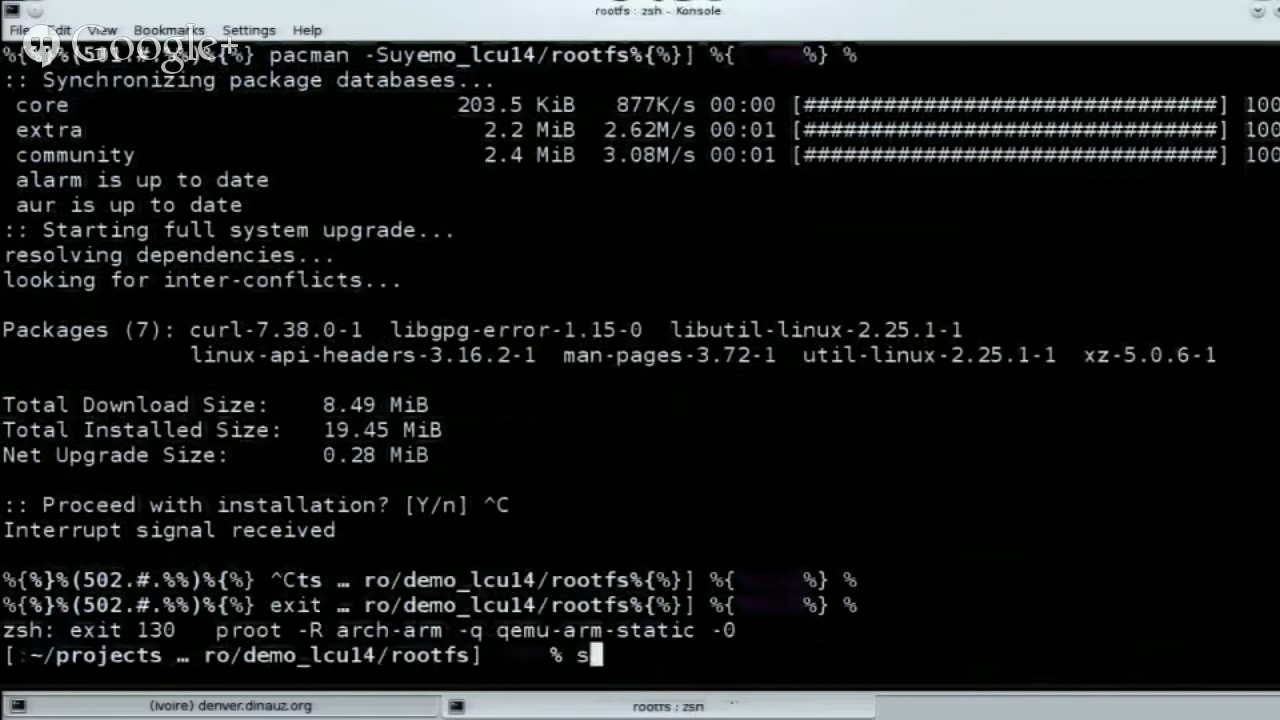 rootfs : zsh - Konsole
File Edit View Bookmarks Settings Help
Google+
%{%} pacman -Suyemo_lcu14/rootfs%{%}] %{ %} %
:: Synchronizing package databases...
core 203.5 KiB 877K/s 00:00 [###############################] 100
extra 2.2 MiB 2.62M/s 00:01 [###############################] 100
community 2.4 MiB 3.08M/s 00:01 [###############################] 100
alarm is up to date
aur is up to date
:: Starting full system upgrade...
resolving dependencies...
looking for inter-conflicts...
Packages (7): curl-7.38.0-1 libgpg-error-1.15-0 libutil-linux-2.25.1-1
linux-api-headers-3.16.2-1 man-pages-3.72-1 util-linux-2.25.1-1 xz-5.0.6-1
Total Download Size: 8.49 MiB
Total Installed Size: 19.45 MiB
Net Upgrade Size: 0.28 MiB
:: Proceed with installation? [Y/n] ^C
Interrupt signal received
%{%}%(502.#.%%)%{%} ^Cts … ro/demo_lcu14/rootfs%{%}] %{ %} %
%{%}%(502.#.%%)%{%} exit … ro/demo_lcu14/rootfs%{%}] %{ %} %
zsh: exit 130 proot -R arch-arm -q qemu-arm-static -0
[ ~/projects … ro/demo_lcu14/rootfs] % s
(ivoire) denver.dinauz.org
rootfs : zsh